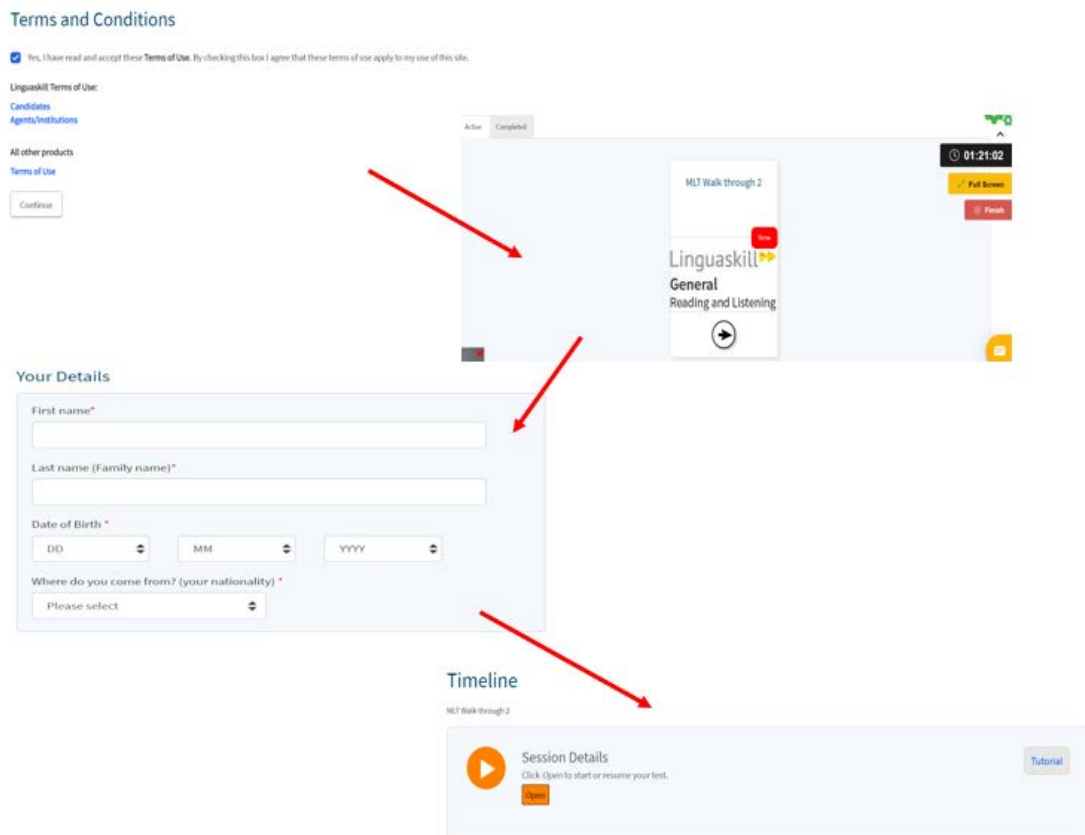 Terms and Conditions
Yes, I have read and accept these Terms of Use. By checking this box I agree that these terms of use apply to my use of this site.
Linguaskill Terms of Use:
Candidates
Agents/Institutions
All other products
Terms of Use
Continue
Active Completed
01:21:02
Full Screen
Finish
MLT Walk through 2
New
Linguaskill
General
Reading and Listening
Your Details
First name*
Last name (Family name)*
Date of Birth *
DD MM YYYY
Where do you come from? (your nationality) *
Please select
Timeline
MLT Walk through 2
Session Details
Click Open to start or resume your test.
Open
Tutorial